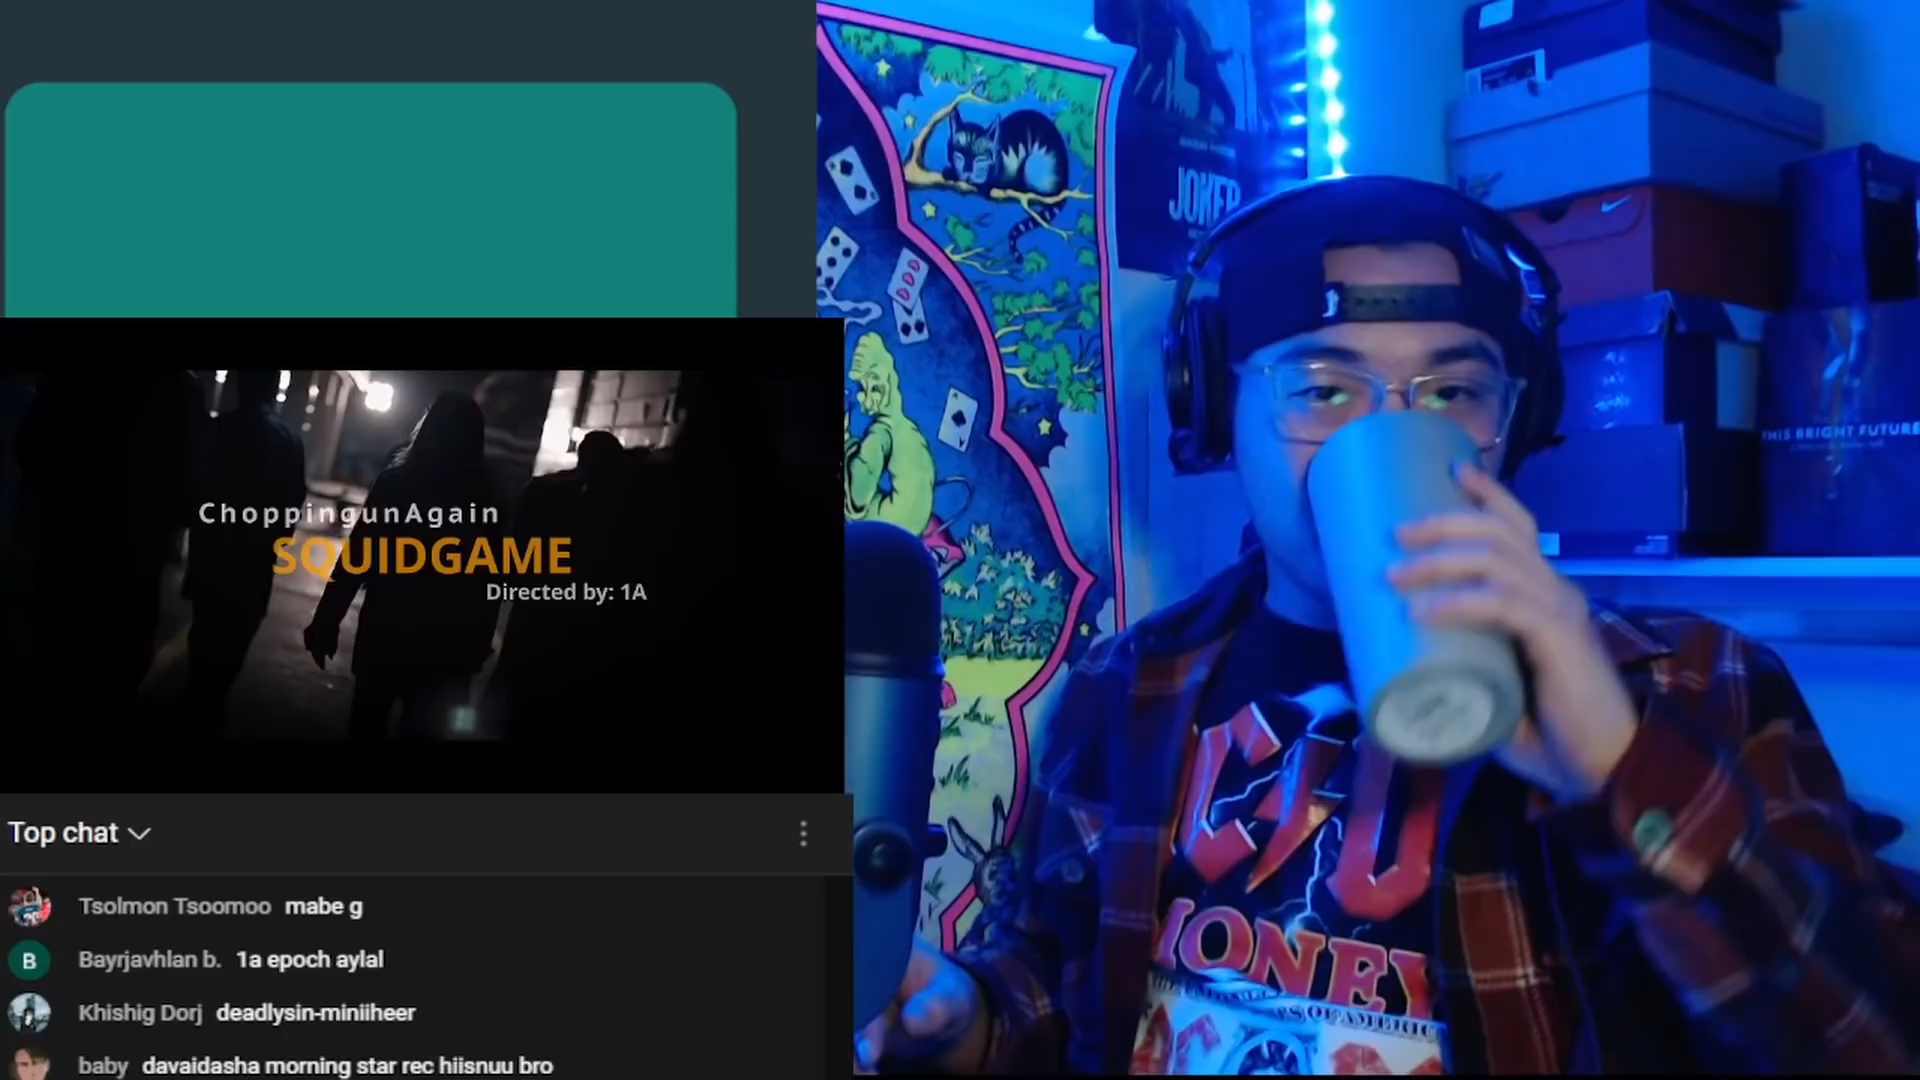 ChoppingunAgain
SQUIDGAME
Directed by: 1A
Top chat
Tsolmon Tsoomoo mabe g
B
Bayrjavhlan b. 1a epoch aylal
Khishig Dorj deadlysin-miniiheer
baby davaidasha morning star rec hiisnuu bro
JOKER
THIS BRIGHT FUTURE
MONEY